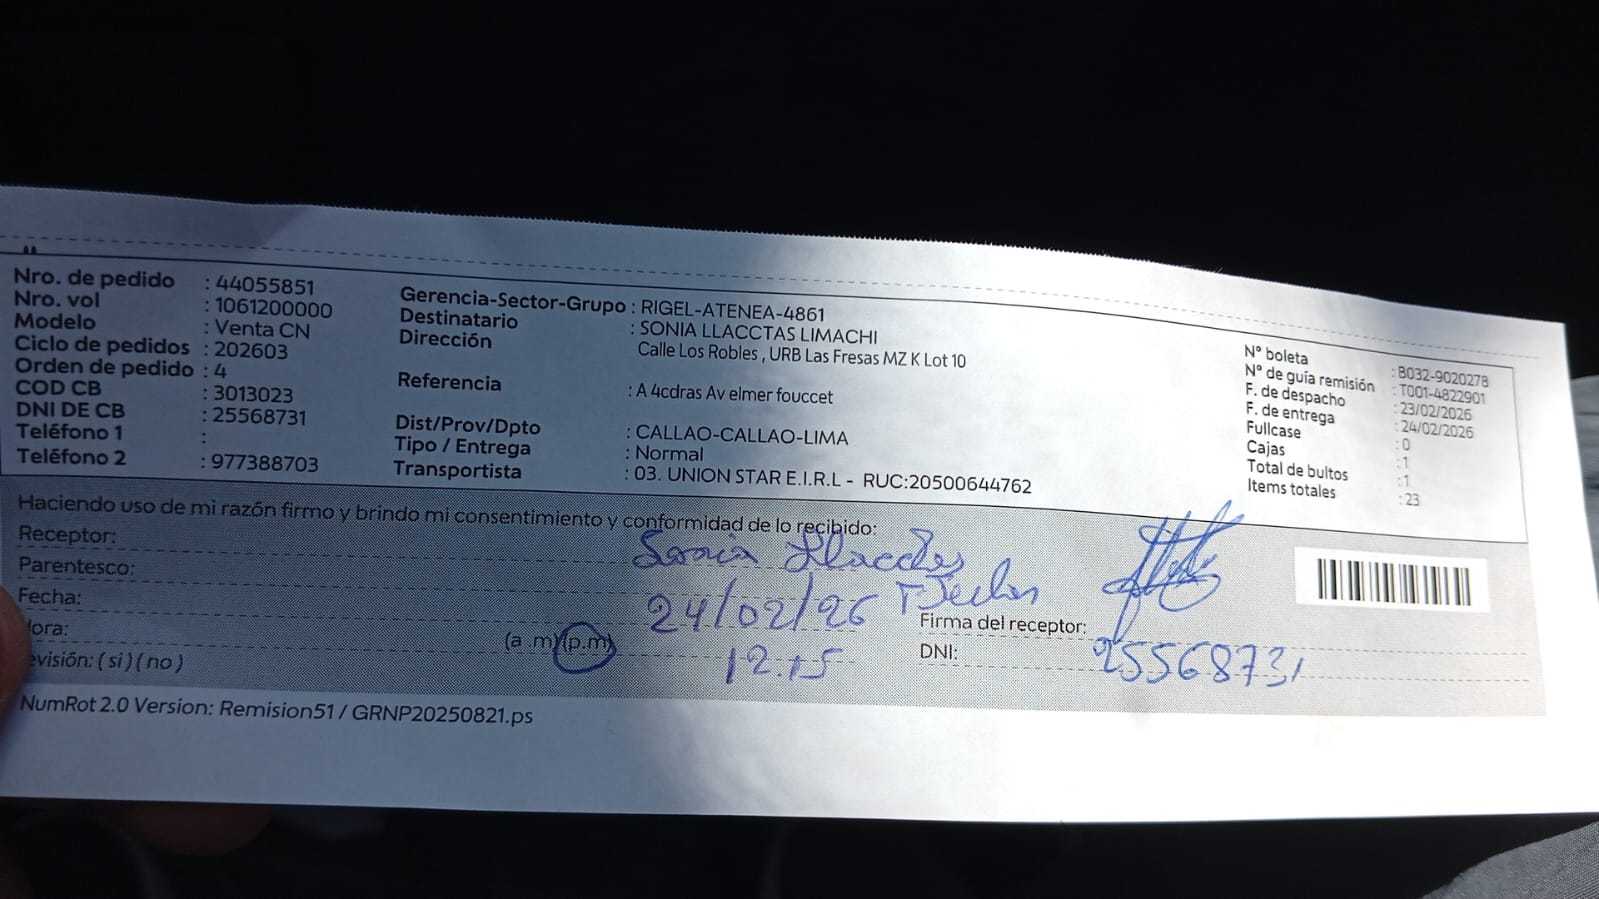 Nro. de pedido : 44055851
Nro. vol : 1061200000
Modelo : Venta CN
Ciclo de pedidos : 202603
Orden de pedido : 4
COD CB : 3013023
DNI DE CB : 25568731
Teléfono 1 :
Teléfono 2 : 977388703
Gerencia-Sector-Grupo : RIGEL-ATENEA-4861
Destinatario : SONIA LLACCTAS LIMACHI
Dirección Calle Los Robles , URB Las Fresas MZ K Lot 10
Referencia : A 4cdras Av elmer fouccet
Dist/Prov/Dpto : CALLAO-CALLAO-LIMA
Tipo / Entrega : Normal
Transportista : 03. UNION STAR E.I.R.L - RUC:20500644762
N° boleta : B032-9020278
N° de guía remisión : T001-4822901
F. de despacho : 23/02/2026
F. de entrega : 24/02/2026
Fullcase : 0
Cajas : 1
Total de bultos : 1
Items totales : 23
Haciendo uso de mi razón firmo y brindo mi consentimiento y conformidad de lo recibido:
Receptor: Sonia Llacctas
Parentesco:
Fecha: 24/02/26
Hora: (a .m)(p.m) 12:15
evisión: ( si ) ( no )
Firma del receptor:
DNI: 25568731
NumRot 2.0 Version: Remision51 / GRNP20250821.ps